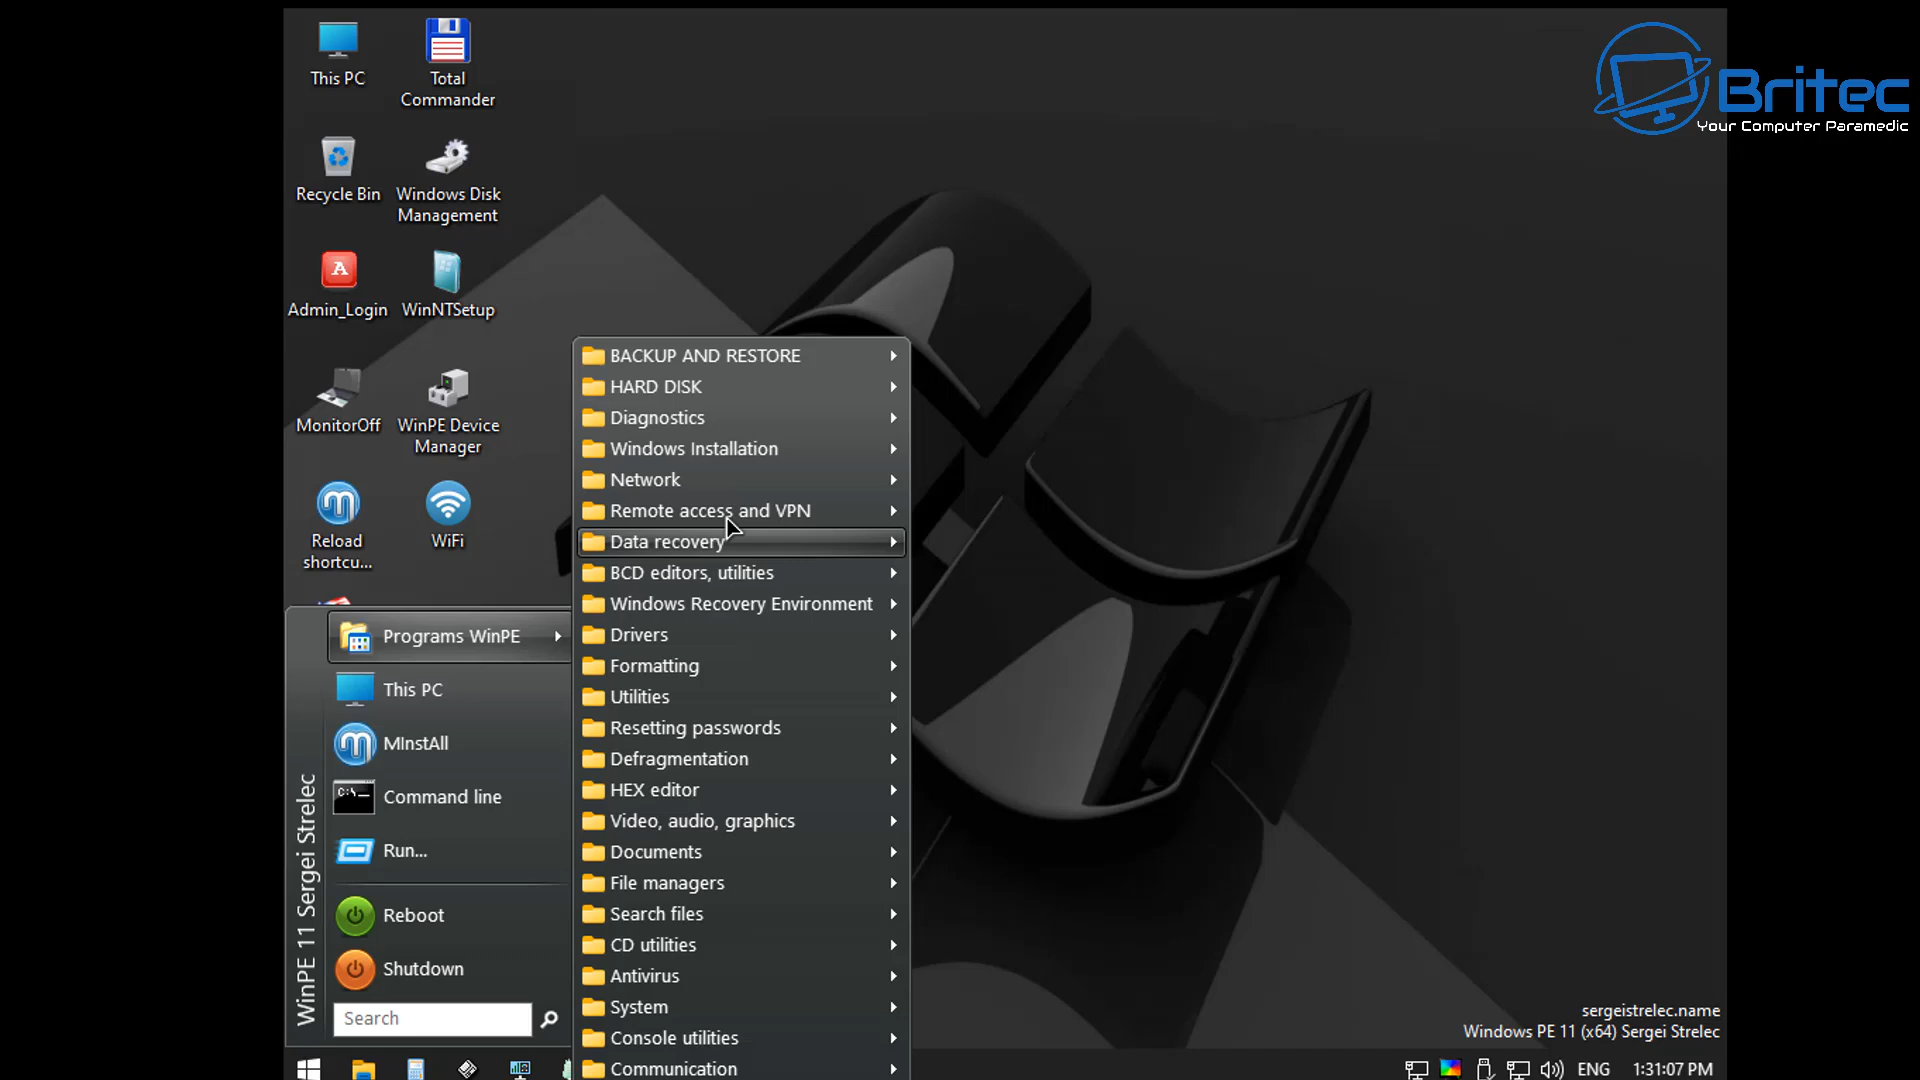 This PC
Total
Commander
Recycle Bin
Windows Disk
Management
Admin_Login
WinNTSetup
MonitorOff
WinPE Device
Manager
Reload
shortcu...
WiFi
Britec
Your Computer Paramedic
BACKUP AND RESTORE
HARD DISK
Diagnostics
Windows Installation
Network
Remote access and VPN
Data recovery
BCD editors, utilities
Windows Recovery Environment
Drivers
Formatting
Utilities
Resetting passwords
Defragmentation
HEX editor
Video, audio, graphics
Documents
File managers
Search files
CD utilities
Antivirus
System
Console utilities
Communication
WinPE 11 Sergei Strelec
Programs WinPE
This PC
MInstAll
C:\_
Command line
Run...
Reboot
Shutdown
Search
sergeistrelec.name
Windows PE 11 (x64) Sergei Strelec
ENG
1:31:07 PM